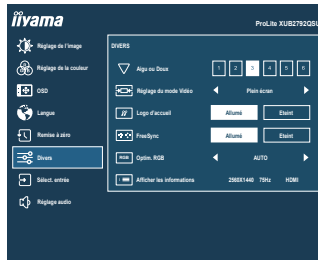 iiyama
ProLite XUB2792QSU
Réglage de l'image
Réglage de la couleur
OSD
Langue
Remise à zéro
Divers
Sélect. entrée
Réglage audio
DIVERS
Aigu ou Doux 1 2 3 4 5 6
Réglage du mode Vidéo Plein écran
Logo d'accueil Allumé Eteint
FreeSync Allumé Eteint
RGB Optim. RGB AUTO
Afficher les informations 2560X1440 75Hz HDMI